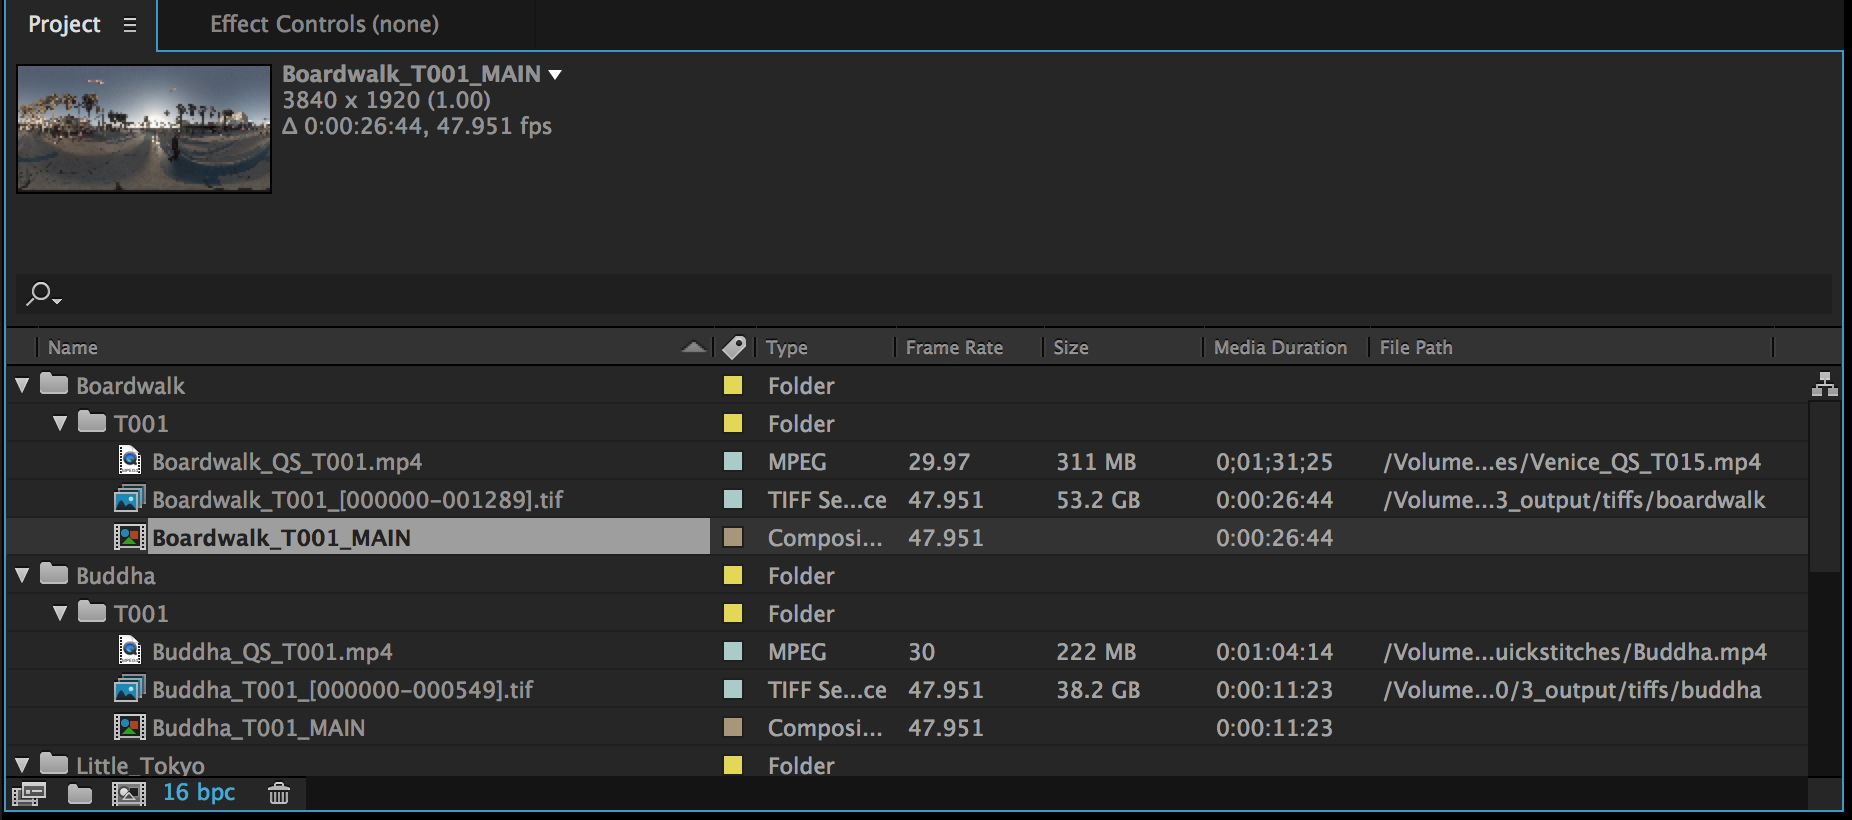 Project Effect Controls (none)
Boardwalk_T001_MAIN
3840 x 1920 (1.00)
Δ 0:00:26:44, 47.951 fps
Name Type Frame Rate Size Media Duration File Path
Boardwalk Folder
T001 Folder
Boardwalk_QS_T001.mp4 MPEG 29.97 311 MB 0;01;31;25 /Volume...es/Venice_QS_T015.mp4
Boardwalk_T001_[000000-001289].tif TIFF Se...ce 47.951 53.2 GB 0:00:26:44 /Volume...3_output/tiffs/boardwalk
Boardwalk_T001_MAIN Composi... 47.951 0:00:26:44
Buddha Folder
T001 Folder
Buddha_QS_T001.mp4 MPEG 30 222 MB 0:01:04:14 /Volume...uickstitches/Buddha.mp4
Buddha_T001_[000000-000549].tif TIFF Se...ce 47.951 38.2 GB 0:00:11:23 /Volume...0/3_output/tiffs/buddha
Buddha_T001_MAIN Composi... 47.951 0:00:11:23
Little_Tokyo Folder
16 bpc